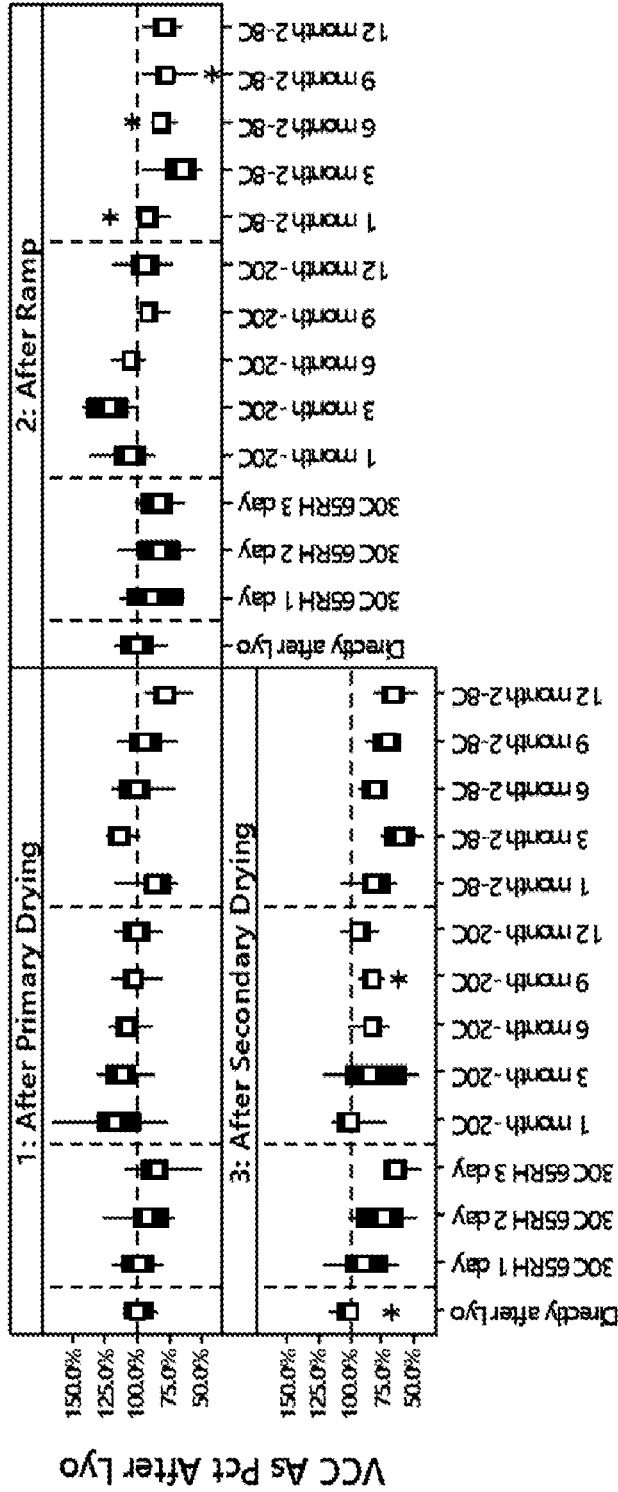 VCC As Pct After Lyo
1: After Primary Drying
150.0%
125.0%
100.0%
75.0%
50.0%
2: After Ramp
Directly after Lyo
30C 65RH 1 day
30C 65RH 2 day
30C 65RH 3 day
1 month -20C
3 month -20C
6 month -20C
9 month -20C
12 month -20C
1 month 2-8C
3 month 2-8C
6 month 2-8C
9 month 2-8C
12 month 2-8C
3: After Secondary Drying
150.0%
100.0%
75.0%
50.0%
Directly after Lyo
30C 65RH 1 day
30C 65RH 2 day
30C 65RH 3 day
1 month -20C
3 month -20C
6 month -20C
9 month -20C
12 month -20C
1 month 2-8C
3 month 2-8C
6 month 2-8C
9 month 2-8C
12 month 2-8C